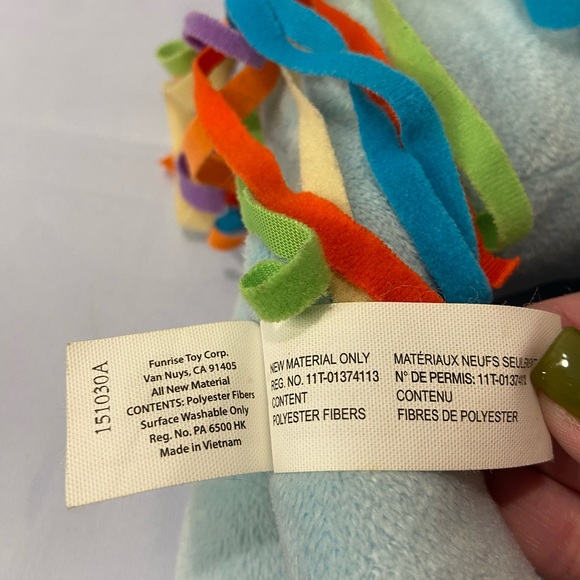 151030A
Funrise Toy Corp.
Van Nuys, CA 91405
All New Material
CONTENTS: Polyester Fibers
Surface Washable Only
Reg. No. PA 6500 HK
Made in Vietnam
NEW MATERIAL ONLY
REG. NO. 11T-01374113
CONTENT
POLYESTER FIBERS
MATÉRIAUX NEUFS
N° DE PERMIS:
CONTENU
FIBRES DE POLYESTER